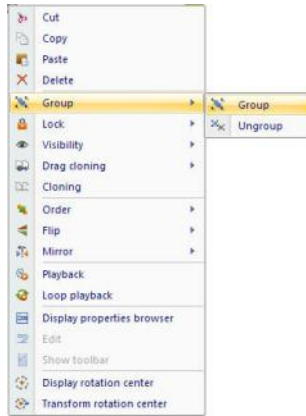 Cut
Copy
Paste
Delete
Group
Group
Ungroup
Lock
Visibility
Drag cloning
Cloning
Order
Flip
Mirror
Playback
Loop playback
Display properties browser
Edit
Show toolbar
Display rotation center
Transform rotation center